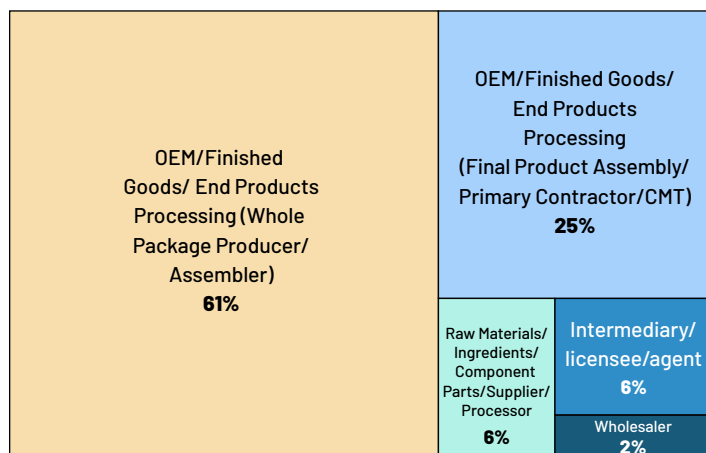 OEM/Finished
Goods/ End Products
Processing (Whole
Package Producer/
Assembler)
61%
OEM/Finished Goods/
End Products
Processing
(Final Product Assembly/
Primary Contractor/CMT)
25%
Raw Materials/
Ingredients/
Component
Parts/Supplier/
Processor
6%
Intermediary/
licensee/agent
6%
Wholesaler
2%